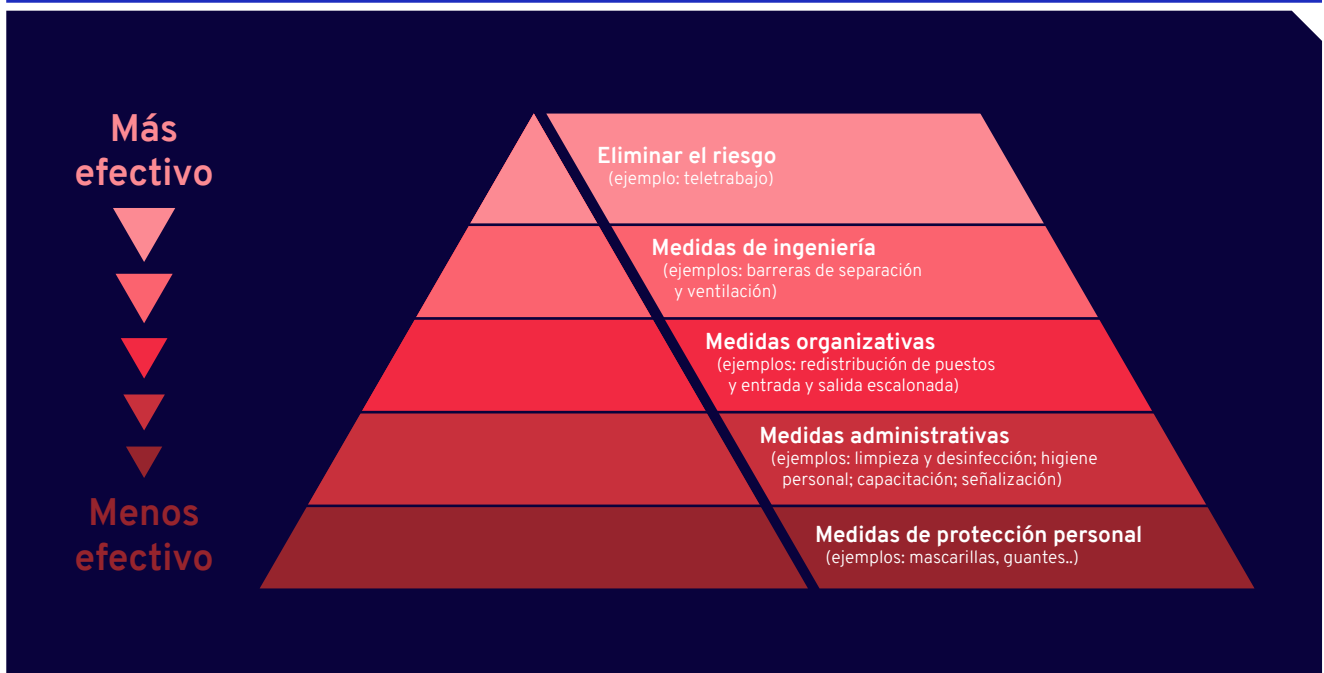 Más
efectivo
Eliminar el riesgo
(ejemplo: teletrabajo)
Medidas de ingeniería
(ejemplos: barreras de separación
y ventilación)
Medidas organizativas
(ejemplos: redistribución de puestos
y entrada y salida escalonada)
Medidas administrativas
(ejemplos: limpieza y desinfección; higiene
personal; capacitación; señalización)
Menos
efectivo
Medidas de protección personal
(ejemplos: mascarillas, guantes..)